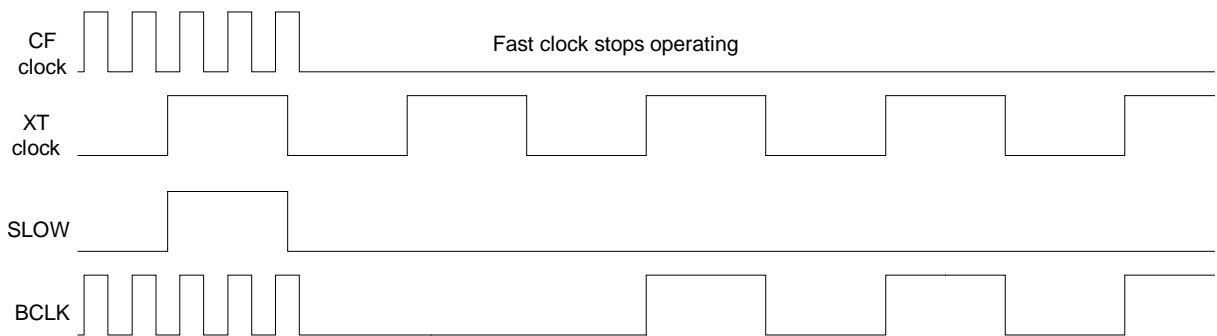 CF
clock
Fast clock stops operating
XT
clock
SLOW
BCLK